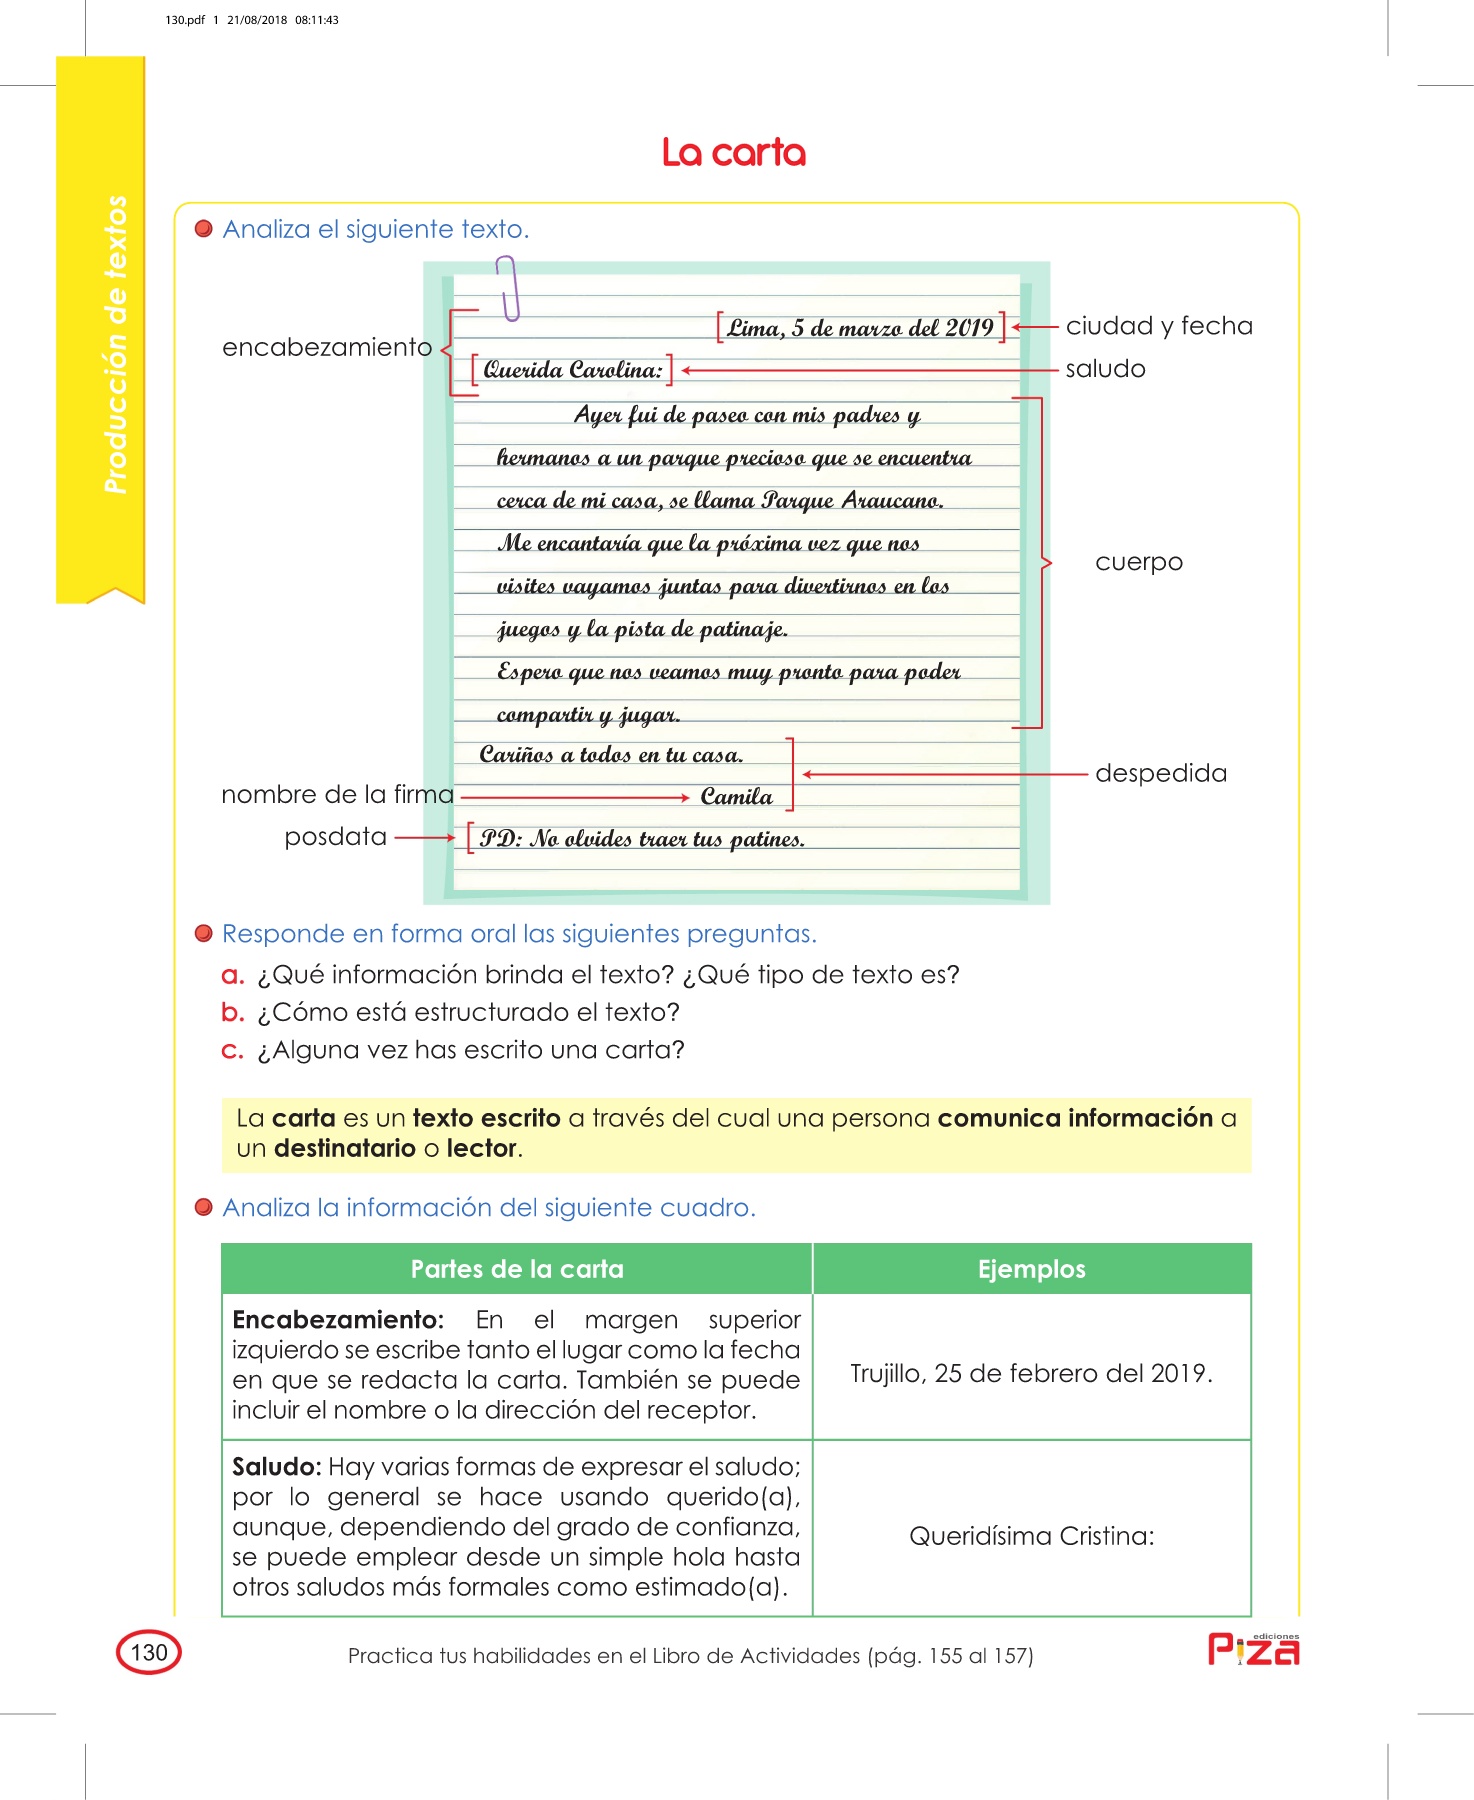 130.pdf 1 21/08/2018 08:11:43
Producción de textos
La carta
Analiza el siguiente texto.
encabezamiento
Lima, 5 de marzo del 2019
ciudad y fecha
Querida Carolina:
saludo
Ayer fui de paseo con mis padres y
hermanos a un parque precioso que se encuentra
cerca de mi casa, se llama Parque Araucano.
Me encantaría que la próxima vez que nos
visites vayamos juntas para divertirnos en los
juegos y la pista de patinaje.
Espero que nos veamos muy pronto para poder
compartir y jugar.
cuerpo
Cariños a todos en tu casa.
despedida
nombre de la firma
Camila
posdata
PD: No olvides traer tus patines.
Responde en forma oral las siguientes preguntas.
a. ¿Qué información brinda el texto? ¿Qué tipo de texto es?
b. ¿Cómo está estructurado el texto?
c. ¿Alguna vez has escrito una carta?
La carta es un texto escrito a través del cual una persona comunica información a
un destinatario o lector.
Analiza la información del siguiente cuadro.
Partes de la carta
Ejemplos
Encabezamiento: En el margen superior
izquierdo se escribe tanto el lugar como la fecha
en que se redacta la carta. También se puede
incluir el nombre o la dirección del receptor.
Trujillo, 25 de febrero del 2019.
Saludo: Hay varias formas de expresar el saludo;
por lo general se hace usando querido(a),
aunque, dependiendo del grado de confianza,
se puede emplear desde un simple hola hasta
otros saludos más formales como estimado(a).
Queridísima Cristina:
130
Practica tus habilidades en el Libro de Actividades (pág. 155 al 157)
ediciones
Piza